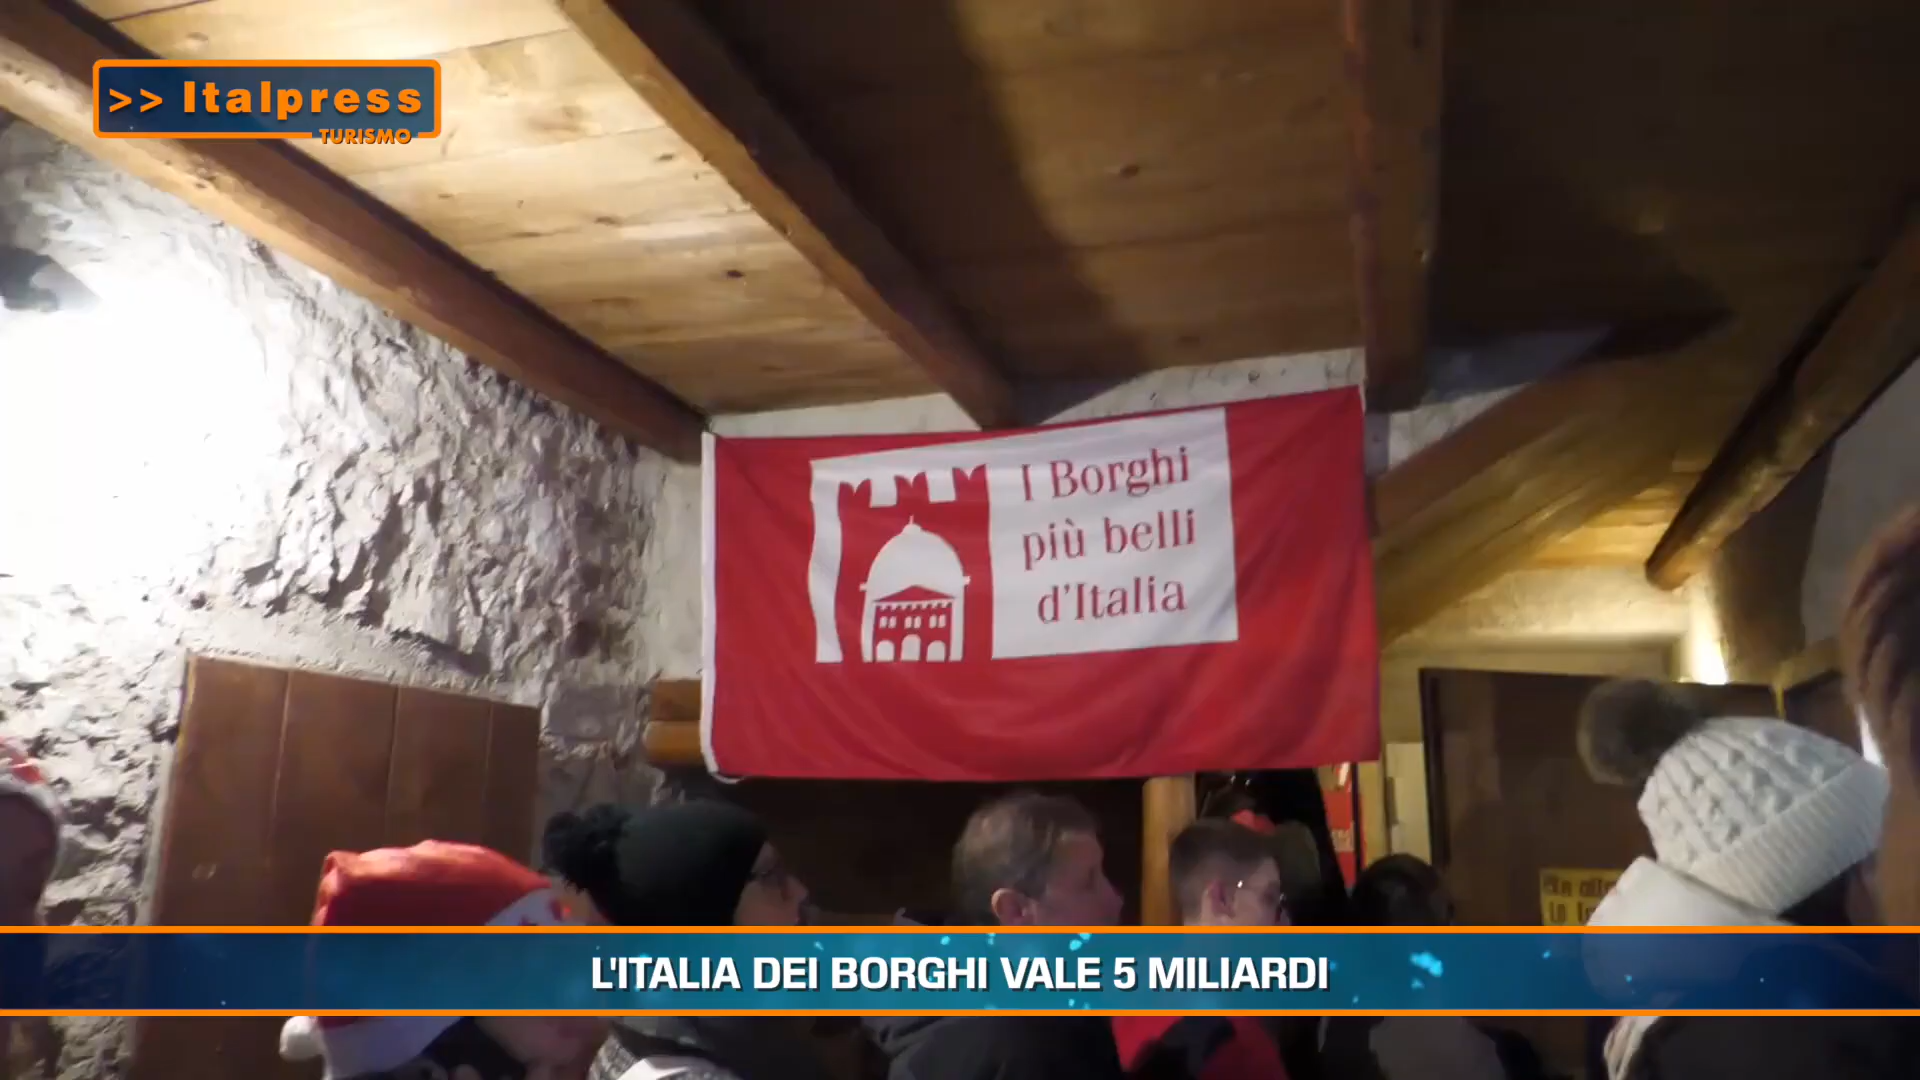 >> Italpress
TURISMO
I Borghi
più belli
d'Italia
L'ITALIA DEI BORGHI VALE 5 MILIARDI